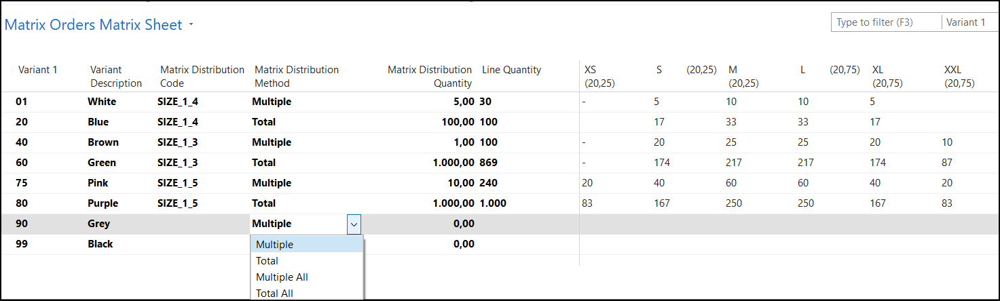 Matrix Orders Matrix Sheet
Type to filter (F3) Variant 1
Variant 1 Variant Matrix Distribution Matrix Distribution Matrix Distribution Line Quantity XS S (20,25) M L (20,75) XL XXL
Description Code Method Quantity (20,25) (20,25) (20,75) (20,75)
01 White SIZE_1_4 Multiple 5,00 30 - 5 10 10 5
20 Blue SIZE_1_4 Total 100,00 100 17 33 33 17
40 Brown SIZE_1_3 Multiple 1,00 100 - 20 25 25 20 10
60 Green SIZE_1_3 Total 1.000,00 869 - 174 217 217 174 87
75 Pink SIZE_1_5 Multiple 10,00 240 20 40 60 60 40 20
80 Purple SIZE_1_5 Total 1.000,00 1.000 83 167 250 250 167 83
90 Grey Multiple 0,00
99 Black 0,00
Multiple
Total
Multiple All
Total All